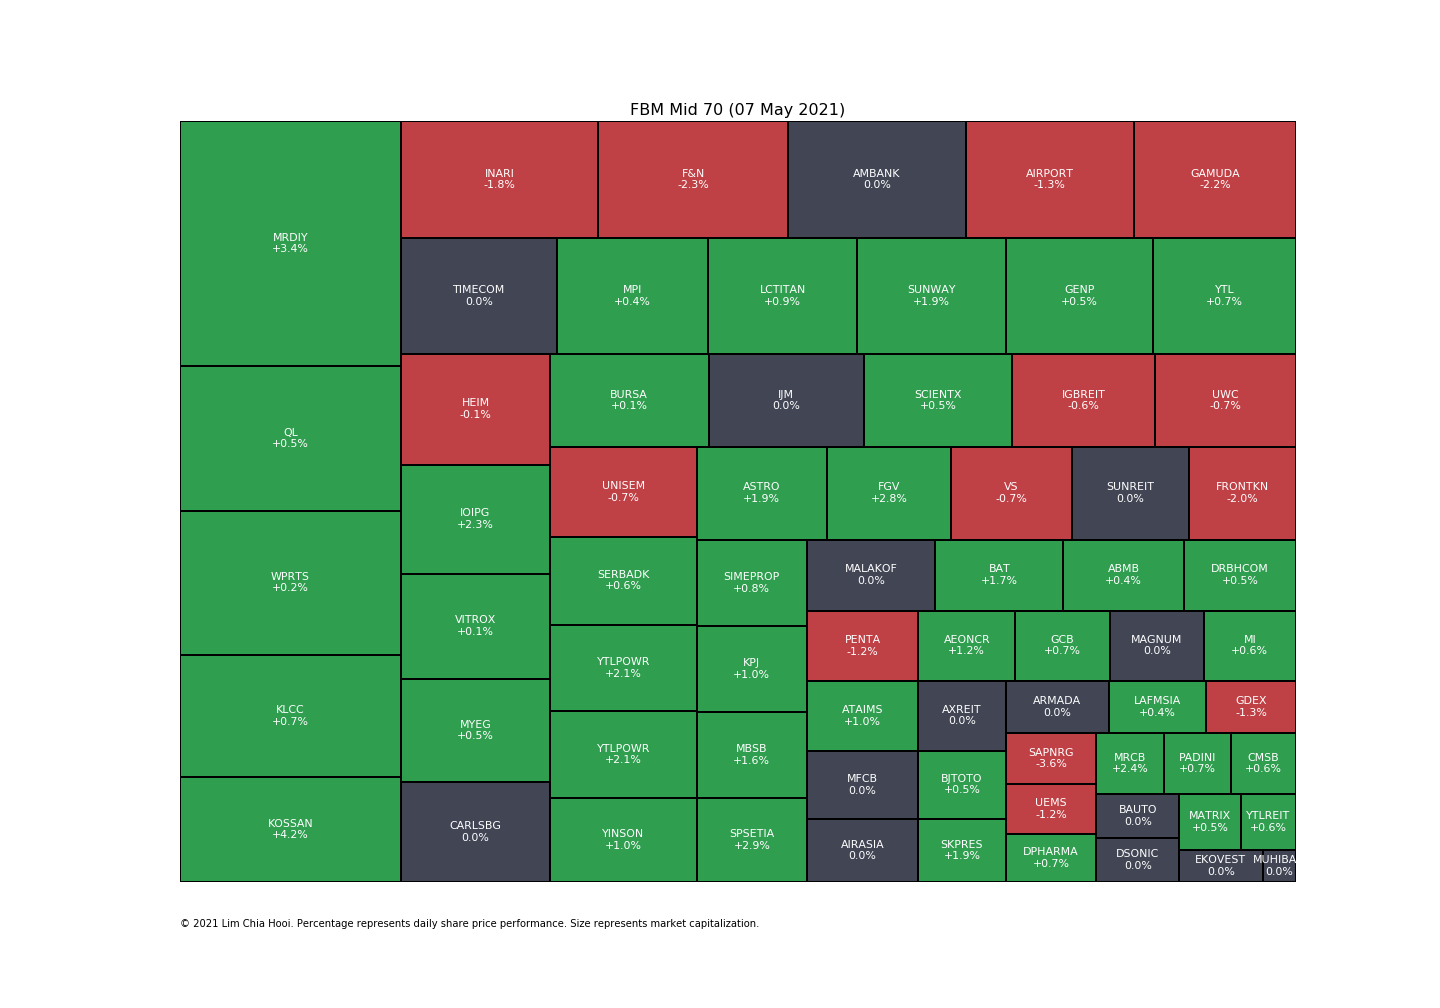 FBM Mid 70 (07 May 2021)
MRDIY
+3.4%
QL
+0.5%
WPRTS
+0.2%
KLCC
+0.7%
KOSSAN
+4.2%
INARI
-1.8%
F&N
-2.3%
AMBANK
0.0%
AIRPORT
-1.3%
GAMUDA
-2.2%
TIMECOM
0.0%
MPI
+0.4%
LCTITAN
+0.9%
SUNWAY
+1.9%
GENP
+0.5%
YTL
+0.7%
HEIM
-0.1%
IOIPG
+2.3%
VITROX
+0.1%
MYEG
+0.5%
CARLSBG
0.0%
BURSA
+0.1%
IJM
0.0%
SCIENTX
+0.5%
IGBREIT
-0.6%
UWC
-0.7%
UNISEM
-0.7%
SERBADK
+0.6%
YTLPOWR
+2.1%
YTLPOWR
+2.1%
YINSON
+1.0%
ASTRO
+1.9%
FGV
+2.8%
VS
-0.7%
SUNREIT
0.0%
FRONTKN
-2.0%
SIMEPROP
+0.8%
KPJ
+1.0%
MBSB
+1.6%
SPSETIA
+2.9%
MALAKOF
0.0%
BAT
+1.7%
ABMB
+0.4%
DRBHCOM
+0.5%
PENTA
-1.2%
AEONCR
+1.2%
GCB
+0.7%
MAGNUM
0.0%
MI
+0.6%
ATAIMS
+1.0%
MFCB
0.0%
AIRASIA
0.0%
AXREIT
0.0%
BJTOTO
+0.5%
SKPRES
+1.9%
ARMADA
0.0%
LAFMSIA
+0.4%
GDEX
-1.3%
SAPNRG
-3.6%
UEMS
-1.2%
DPHARMA
+0.7%
MRCB
+2.4%
PADINI
+0.7%
CMSB
+0.6%
BAUTO
0.0%
DSONIC
0.0%
MATRIX
+0.5%
YTLREIT
+0.6%
EKOVEST
0.0%
MUHIBA
0.0%
© 2021 Lim Chia Hooi. Percentage represents daily share price performance. Size represents market capitalization.